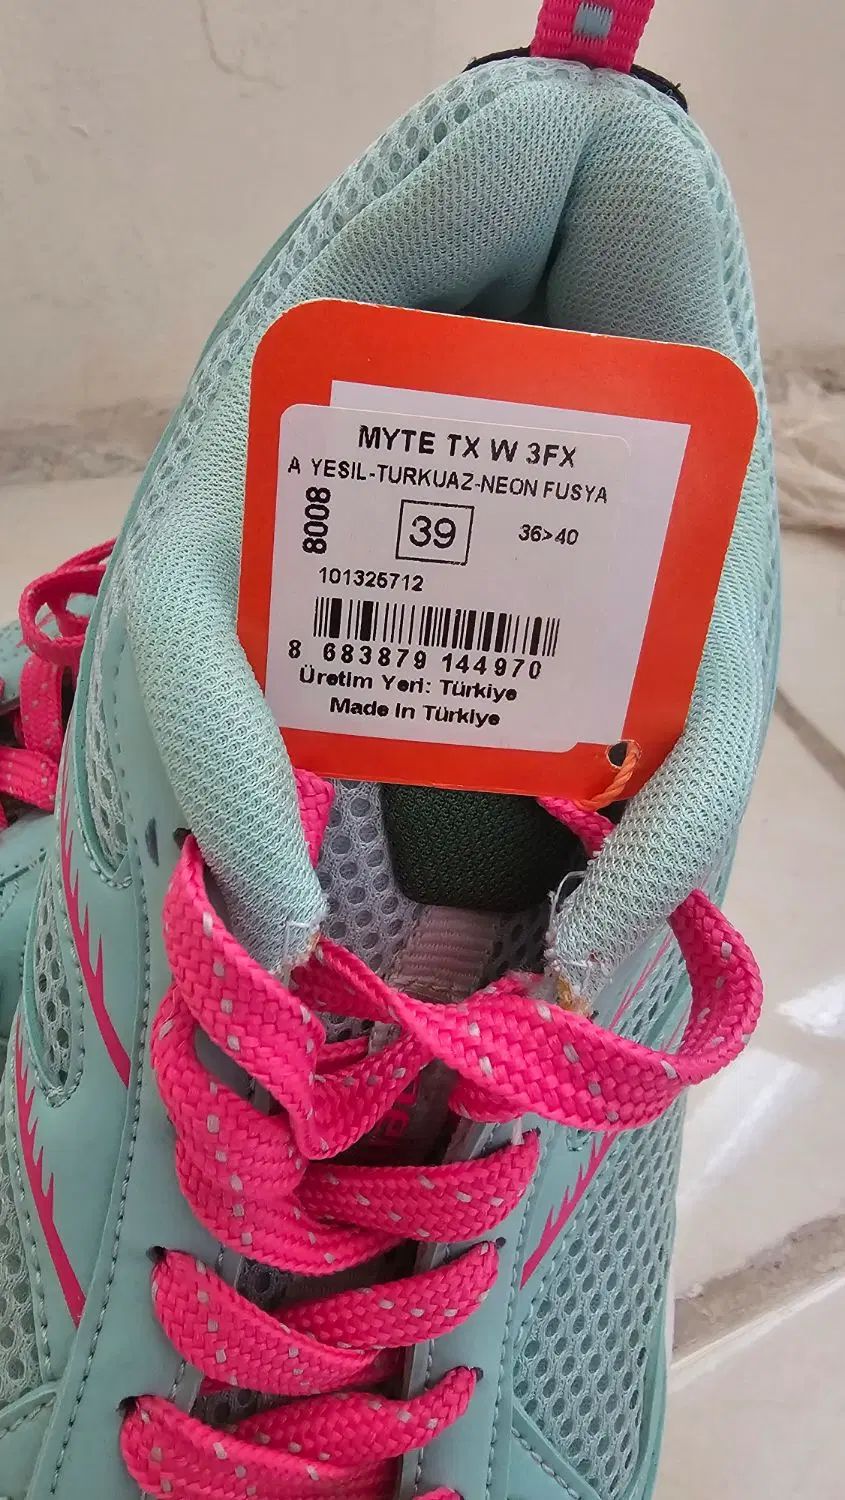 MYTE TX W 3FX
A YESIL-TURKUAZ-NEON FUSYA
8008
39
36>40
101325712
8 683879 144970
Üretim Yeri: Türkiye
Made in Türkiye